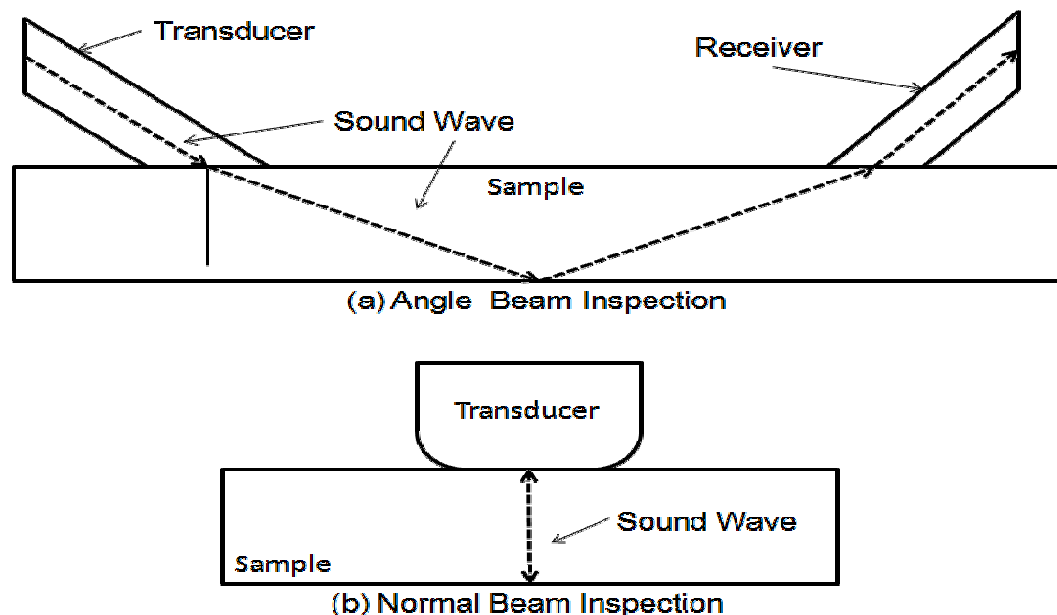 Transducer
Receiver
Sound Wave
Sample
(a) Angle Beam Inspection
Transducer
Sound Wave
Sample
(b) Normal Beam Inspection